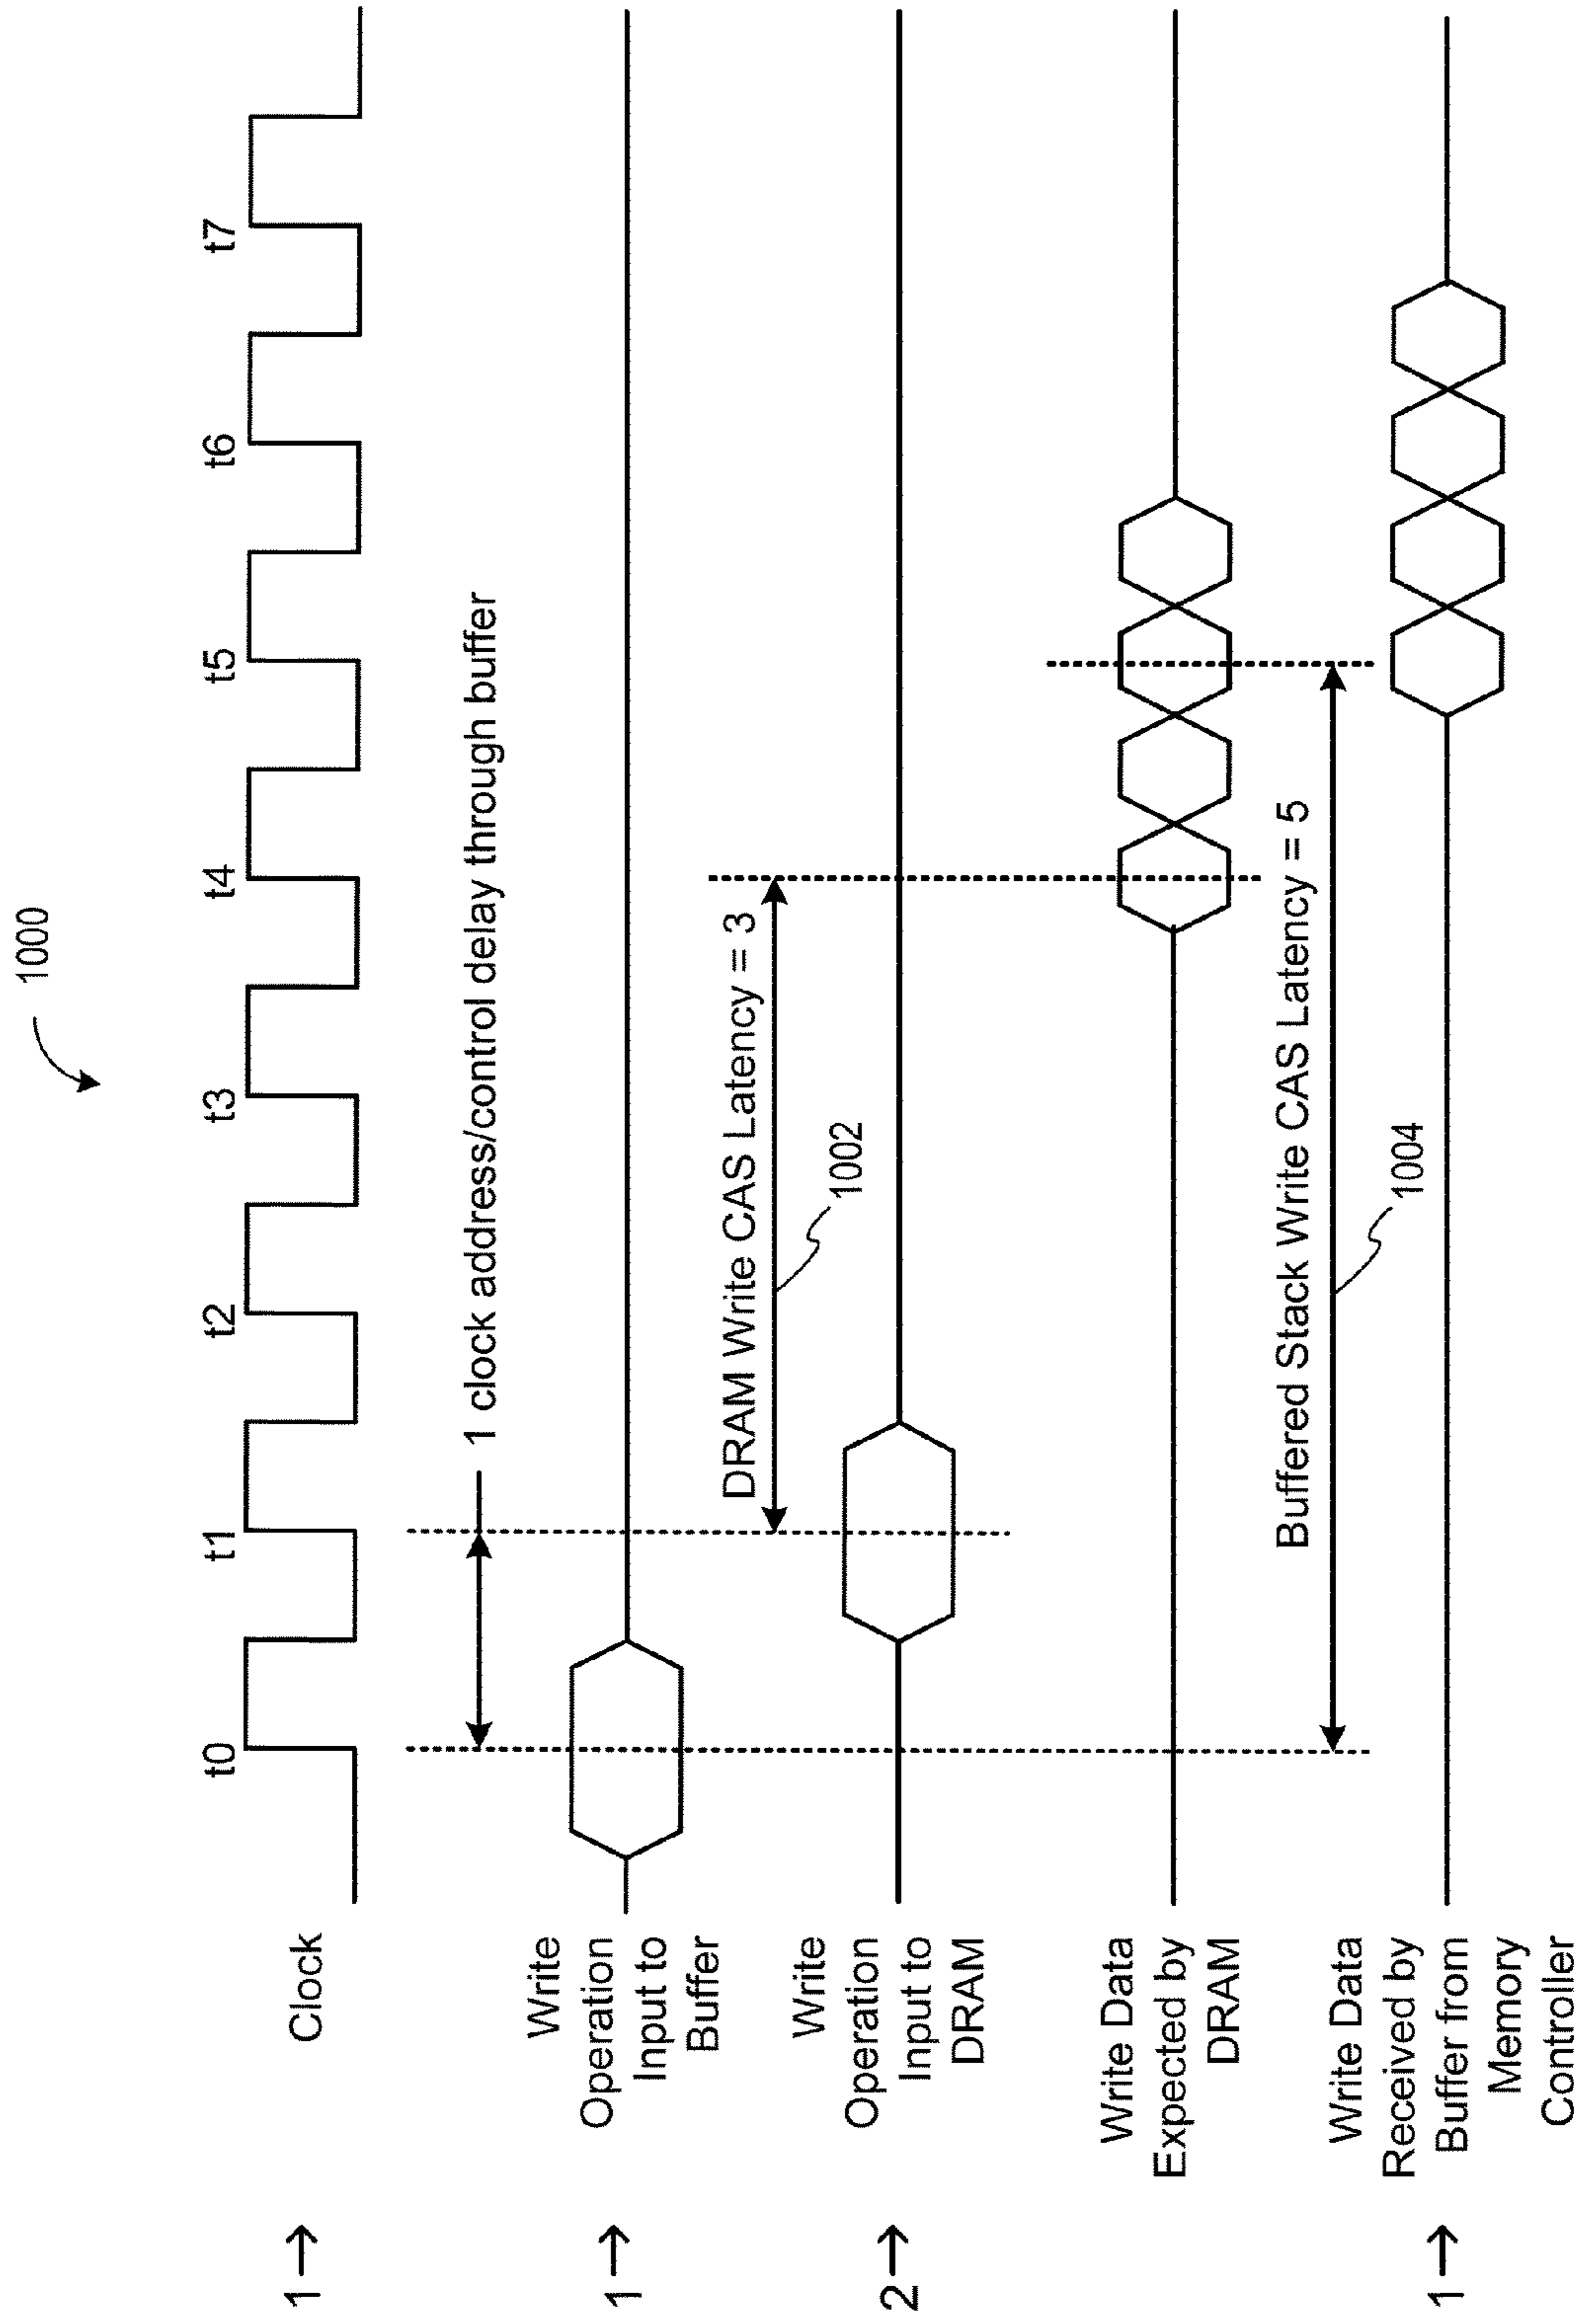 1000
t0 t1 t2 t3 t4 t5 t6 t7
1→ Clock
1 clock address/control delay through buffer
1→
Write
Operation
Input to
Buffer
DRAM Write CAS Latency = 3
1002
2→
Write
Operation
Input to
DRAM
Write Data
Expected by
DRAM
Buffered Stack Write CAS Latency = 5
1004
1→
Write Data
Received by
Buffer from
Memory
Controller